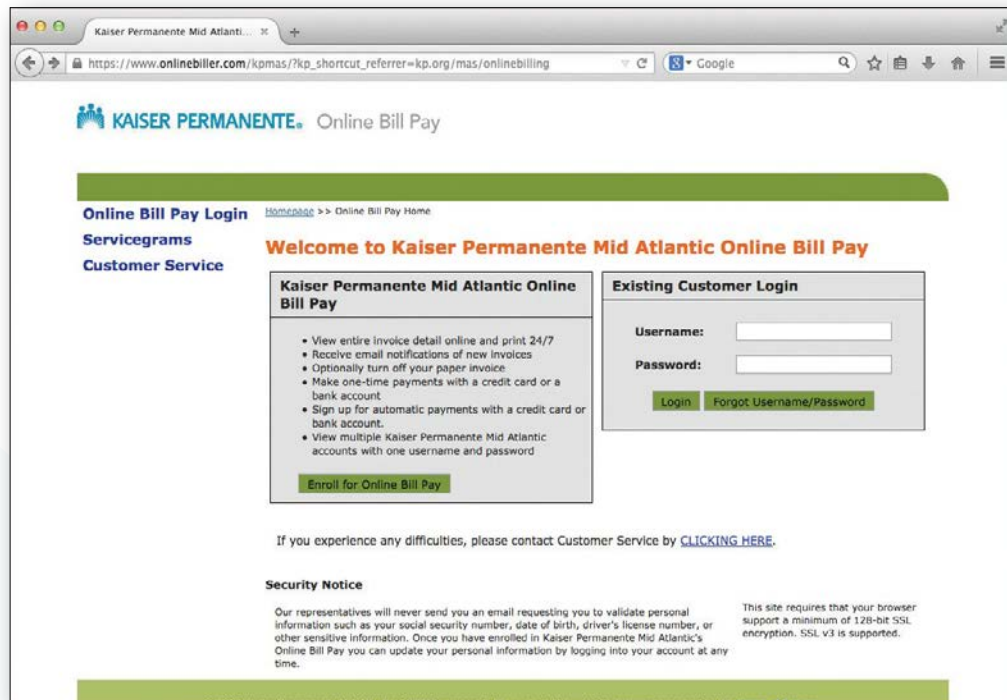 Kaiser Permanente Mid Atlanti...
https://www.onlinebiller.com/kpmas/?kp_shortcut_referrer=kp.org/mas/onlinebilling
Google
KAISER PERMANENTE® Online Bill Pay
Online Bill Pay Login
Servicegrams
Customer Service
Homepage >> Online Bill Pay Home
Welcome to Kaiser Permanente Mid Atlantic Online Bill Pay
Kaiser Permanente Mid Atlantic Online
Bill Pay
• View entire invoice detail online and print 24/7
• Receive email notifications of new invoices
• Optionally turn off your paper invoice
• Make one-time payments with a credit card or a
bank account
• Sign up for automatic payments with a credit card or
bank account.
• View multiple Kaiser Permanente Mid Atlantic
accounts with one username and password
Enroll for Online Bill Pay
Existing Customer Login
Username:
Password:
Login
Forgot Username/Password
If you experience any difficulties, please contact Customer Service by CLICKING HERE.
Security Notice
Our representatives will never send you an email requesting you to validate personal
information such as your social security number, date of birth, driver's license number, or
other sensitive information. Once you have enrolled in Kaiser Permanente Mid Atlantic's
Online Bill Pay you can update your personal information by logging into your account at any
time.
This site requires that your browser
support a minimum of 128-bit SSL
encryption. SSL v3 is supported.